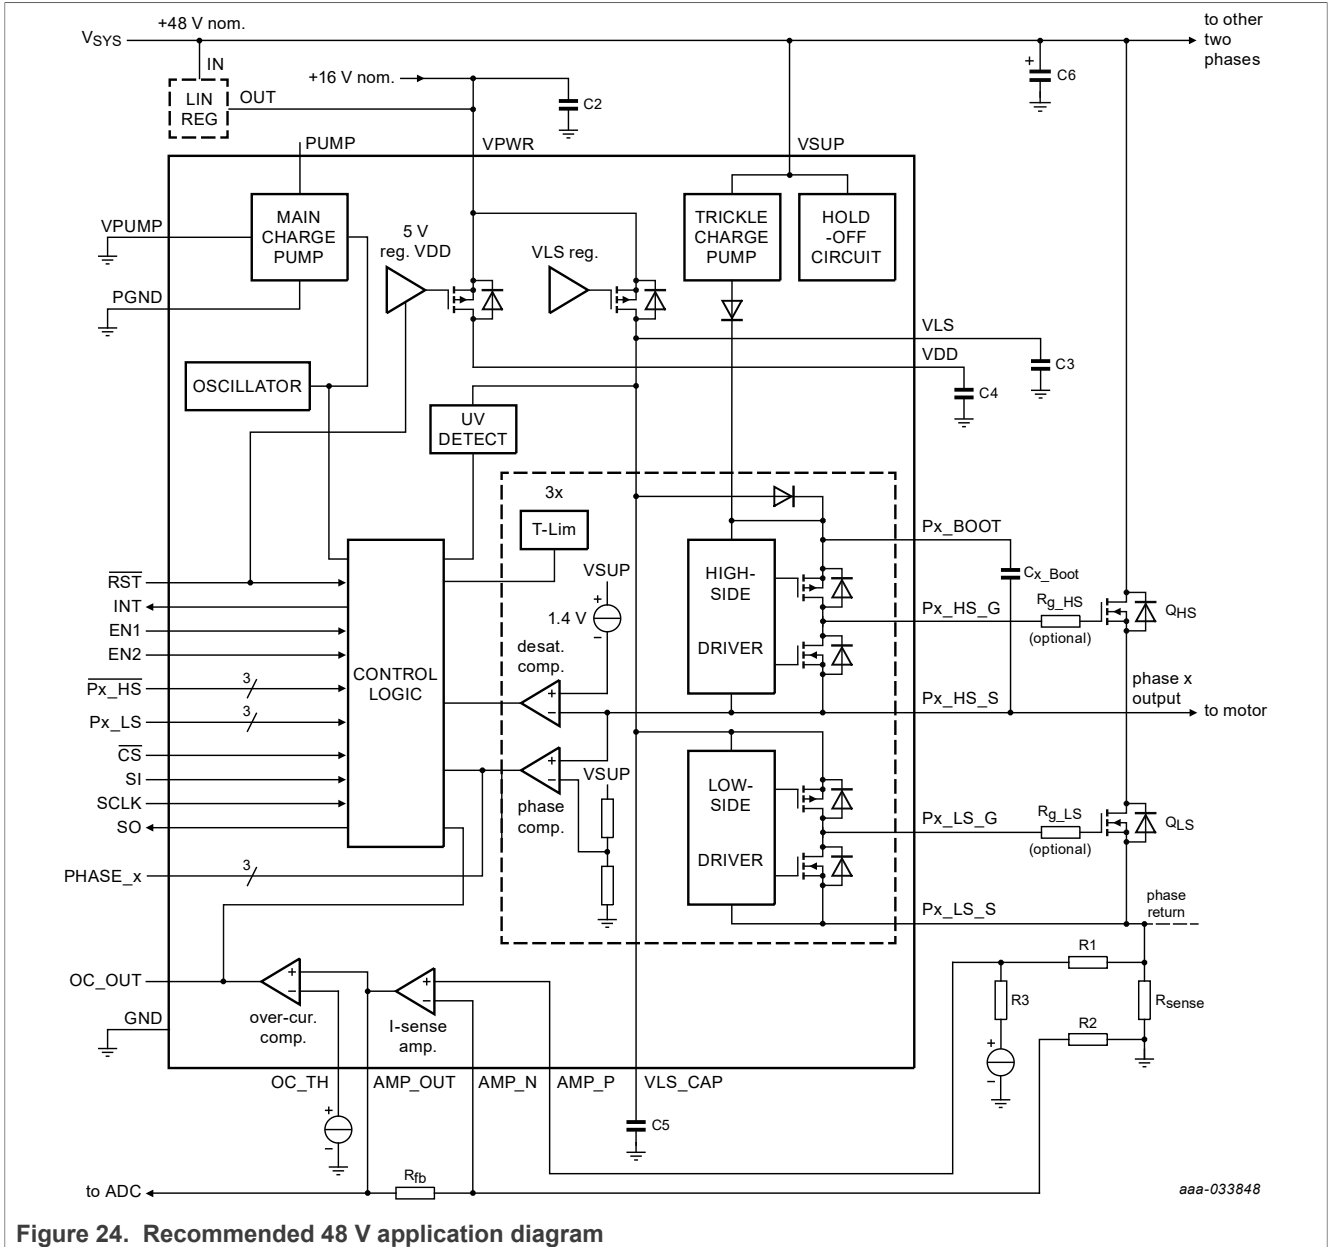 +48 V nom.
VSYS
to other
two
phases
IN
+16 V nom.
+
C6
LIN
REG
OUT
C2
PUMP
VPWR
VSUP
MAIN
CHARGE
PUMP
TRICKLE
CHARGE
PUMP
HOLD
-OFF
CIRCUIT
VPUMP
5 V
reg. VDD
VLS reg.
PGND
VLS
VDD
C3
C4
OSCILLATOR
UV
DETECT
3x
T-Lim
Px_BOOT
VSUP
HIGH-
SIDE
DRIVER
Cx_Boot
RST
INT
EN1
EN2
+
1.4 V
−
Px_HS_G
Rg_HS
(optional)
QHS
desat.
comp.
CONTROL
LOGIC
Px_HS
3
+
−
Px_HS_S
phase x
output
to motor
Px_LS
3
CS
SI
SCLK
SO
+
−
VSUP
phase
comp.
LOW-
SIDE
DRIVER
Px_LS_G
Rg_LS
(optional)
QLS
PHASE_x
3
Px_LS_S
phase
return
R1
OC_OUT
+
−
over-cur.
comp.
+
−
I-sense
amp.
R3
Rsense
GND
R2
+
−
OC_TH
AMP_OUT
AMP_N
AMP_P
VLS_CAP
+
−
C5
Rfb
to ADC
aaa-033848
Figure 24. Recommended 48 V application diagram